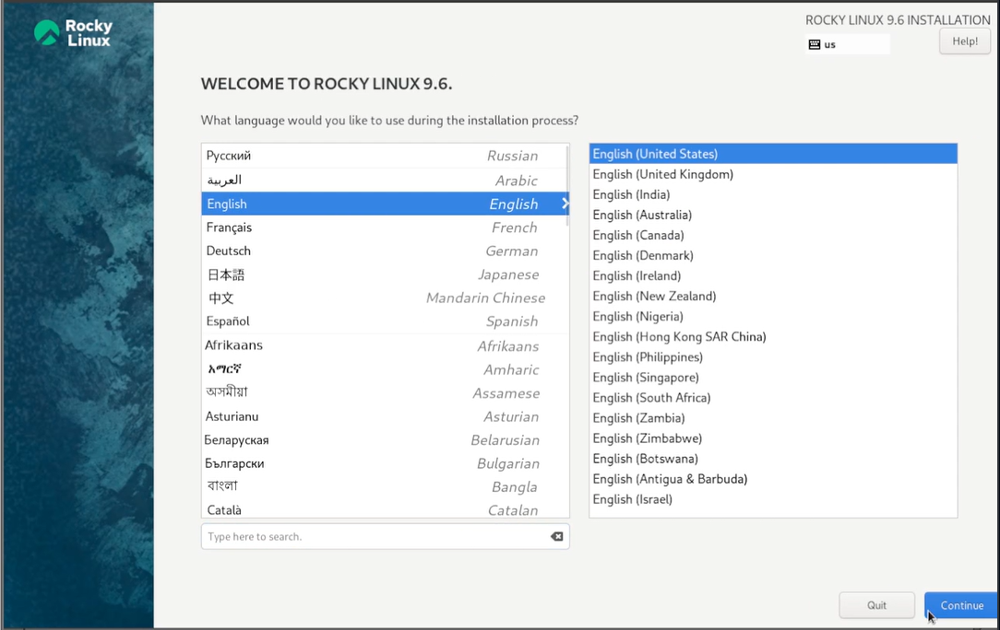 Rocky
Linux
ROCKY LINUX 9.6 INSTALLATION
us
Help!
WELCOME TO ROCKY LINUX 9.6.
What language would you like to use during the installation process?
Русский Russian
العربية Arabic
English English
Français French
Deutsch German
日本語 Japanese
中文 Mandarin Chinese
Español Spanish
Afrikaans Afrikaans
አማርኛ Amharic
অসমীয়া Assamese
Asturianu Asturian
Беларуская Belarusian
Български Bulgarian
বাংলা Bangla
Català Catalan
Type here to search.
English (United States)
English (United Kingdom)
English (India)
English (Australia)
English (Canada)
English (Denmark)
English (Ireland)
English (New Zealand)
English (Nigeria)
English (Hong Kong SAR China)
English (Philippines)
English (Singapore)
English (South Africa)
English (Zambia)
English (Zimbabwe)
English (Botswana)
English (Antigua & Barbuda)
English (Israel)
Quit
Continue